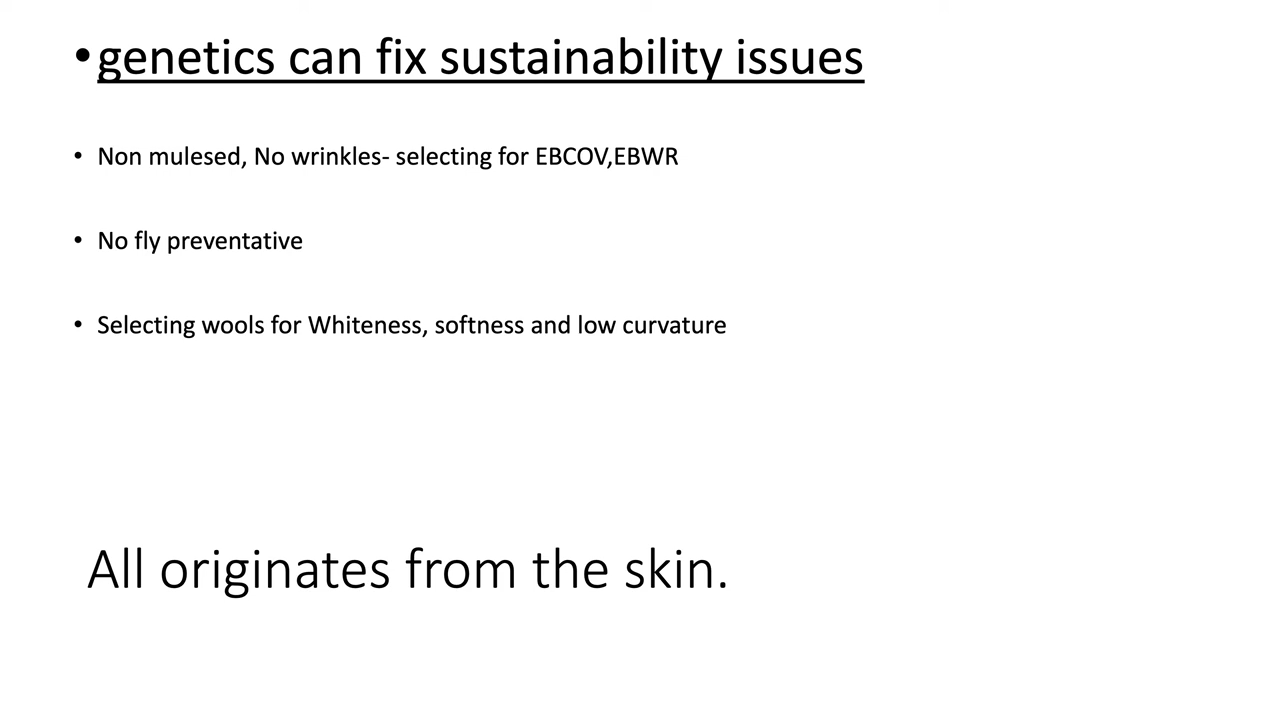 • genetics can fix sustainability issues
• Non mulesed, No wrinkles- selecting for EBCOV,EBWR
• No fly preventative
• Selecting wools for Whiteness, softness and low curvature
All originates from the skin.